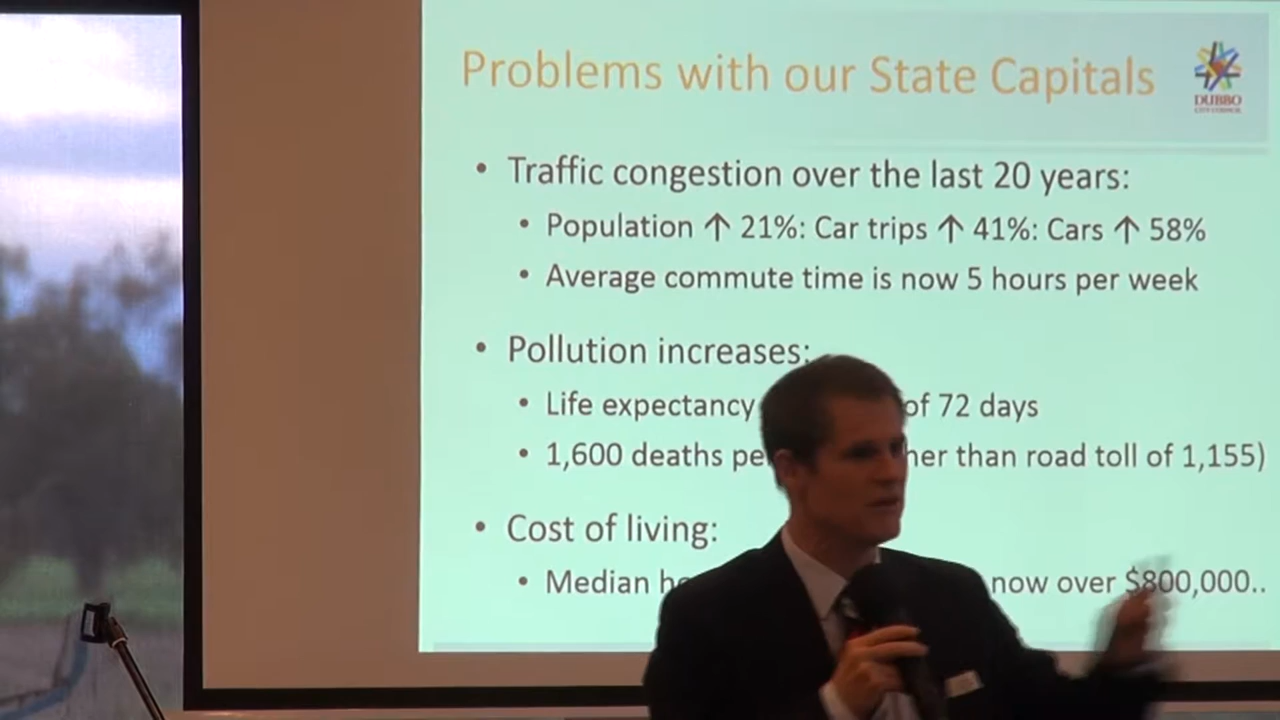 Problems with our State Capitals
DUBBO
CITY COUNCIL
• Traffic congestion over the last 20 years:
• Population ↑ 21%: Car trips ↑ 41%: Cars ↑ 58%
• Average commute time is now 5 hours per week
• Pollution increases:
• Life expectancy of 72 days
• 1,600 deaths pe her than road toll of 1,155)
• Cost of living:
• Median h now over $800,000..